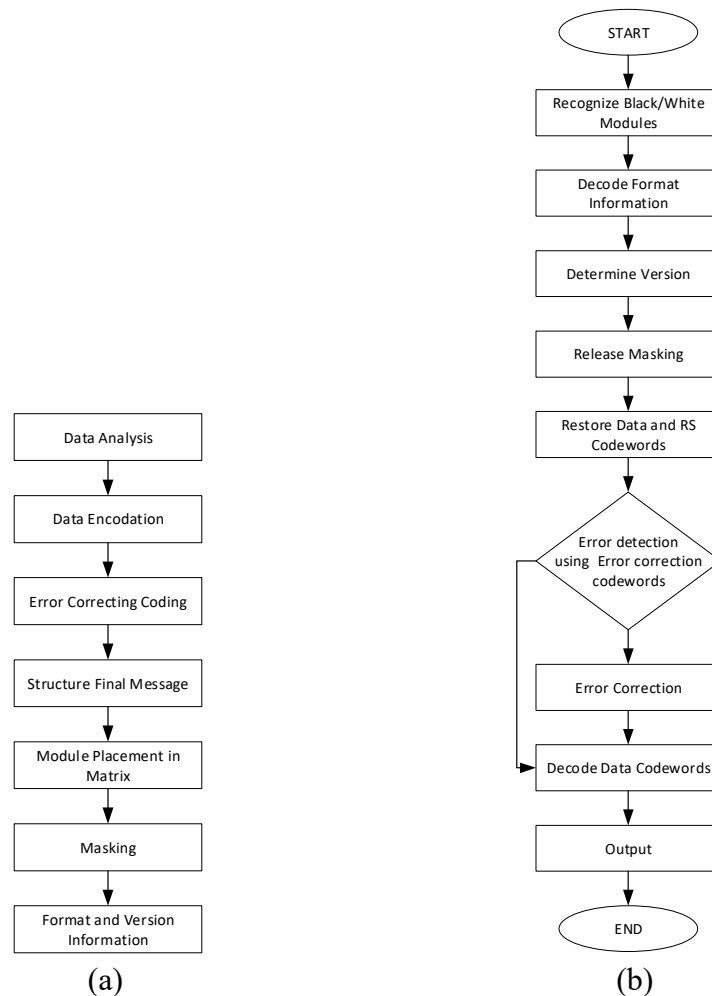 Data Analysis
Data Encodation
Error Correcting Coding
Structure Final Message
Module Placement in
Matrix
Masking
Format and Version
Information
(a)
START
Recognize Black/White
Modules
Decode Format
Information
Determine Version
Release Masking
Restore Data and RS
Codewords
Error detection
using Error correction
codewords
Error Correction
Decode Data Codewords
Output
END
(b)